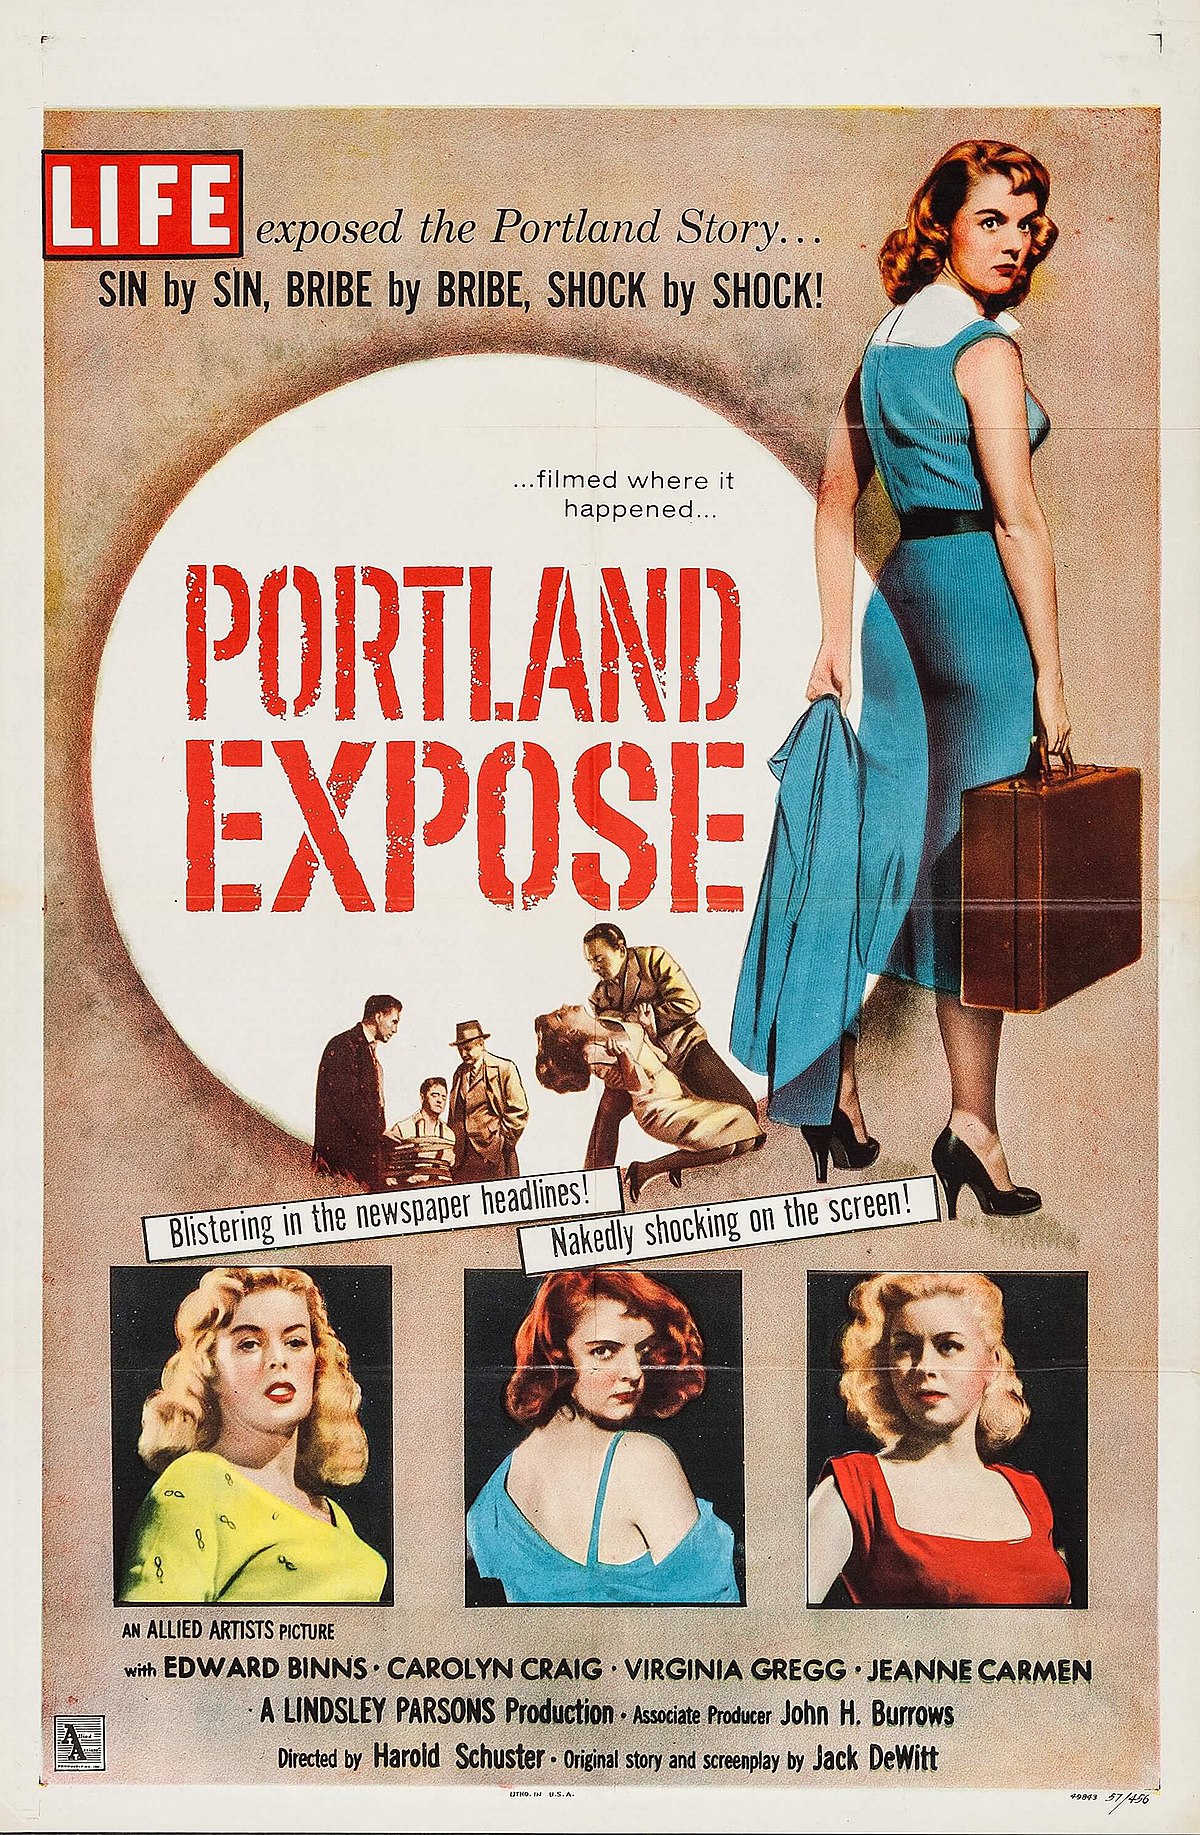 LIFE exposed the Portland Story...
SIN by SIN, BRIBE by BRIBE, SHOCK by SHOCK!
...filmed where it
happened...
PORTLAND
EXPOSE
Blistering in the newspaper headlines!
Nakedly shocking on the screen!
AN ALLIED ARTISTS PICTURE
with EDWARD BINNS · CAROLYN CRAIG · VIRGINIA GREGG · JEANNE CARMEN
A LINDSLEY PARSONS Production · Associate Producer John H. Burrows
Directed by Harold Schuster · Original story and screenplay by Jack DeWitt
AA
LITHO. IN U.S.A.
49843 57/456